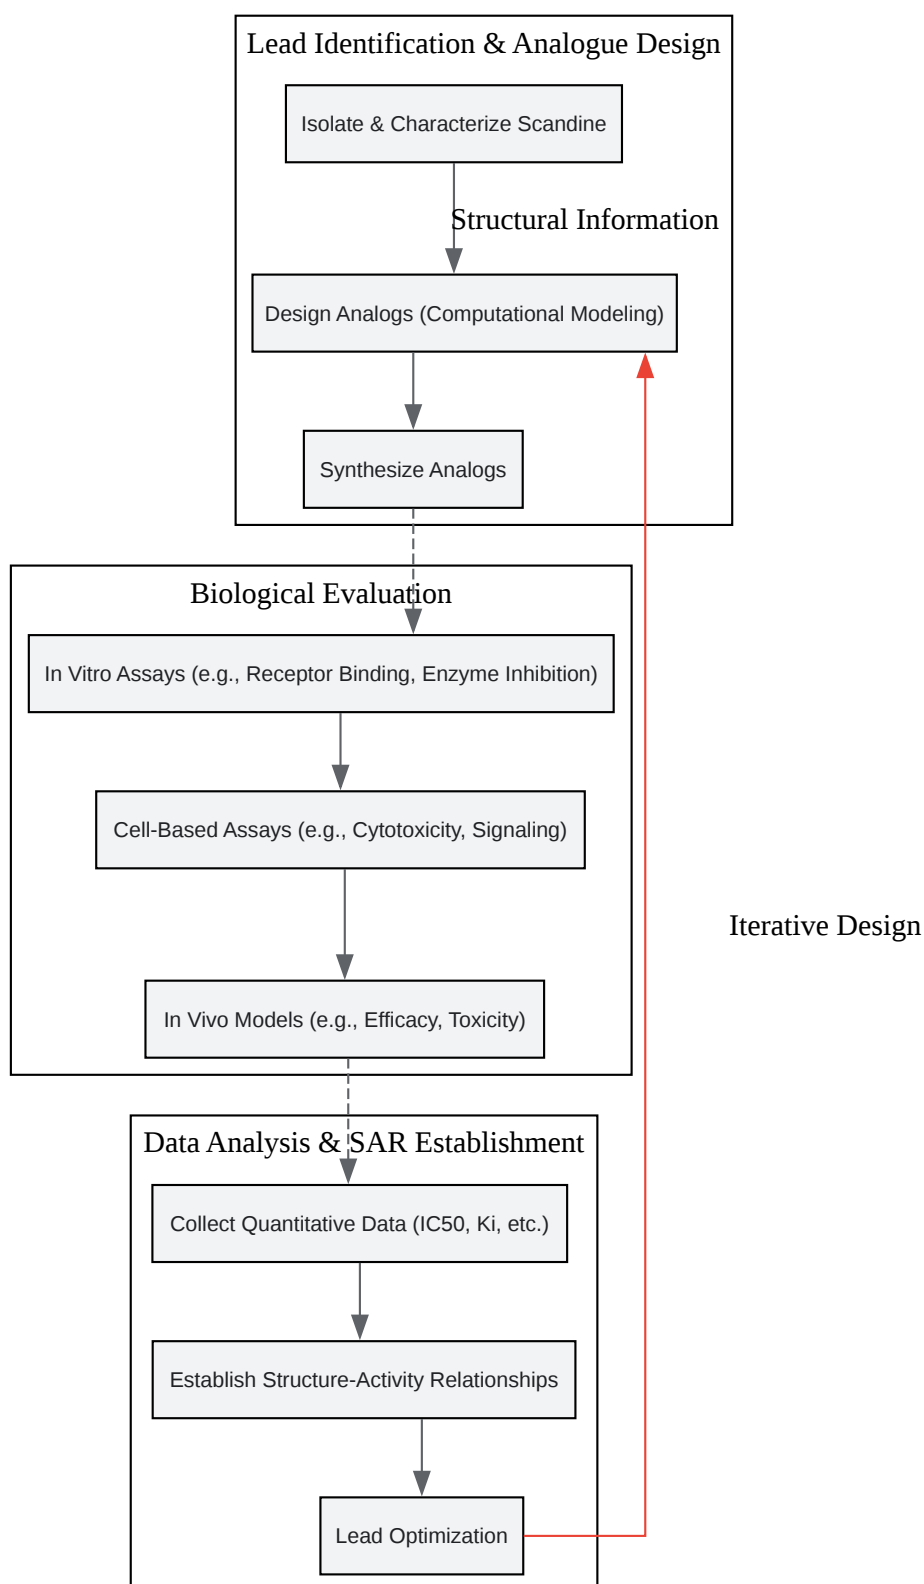 Lead Identification & Analogue Design
Isolate & Characterize Scandine
Structural Information
Design Analogs (Computational Modeling)
Synthesize Analogs
Biological Evaluation
In Vitro Assays (e.g., Receptor Binding, Enzyme Inhibition)
Cell-Based Assays (e.g., Cytotoxicity, Signaling)
Iterative Design
In Vivo Models (e.g., Efficacy, Toxicity)
Data Analysis & SAR Establishment
Collect Quantitative Data (IC50, Ki, etc.)
Establish Structure-Activity Relationships
Lead Optimization